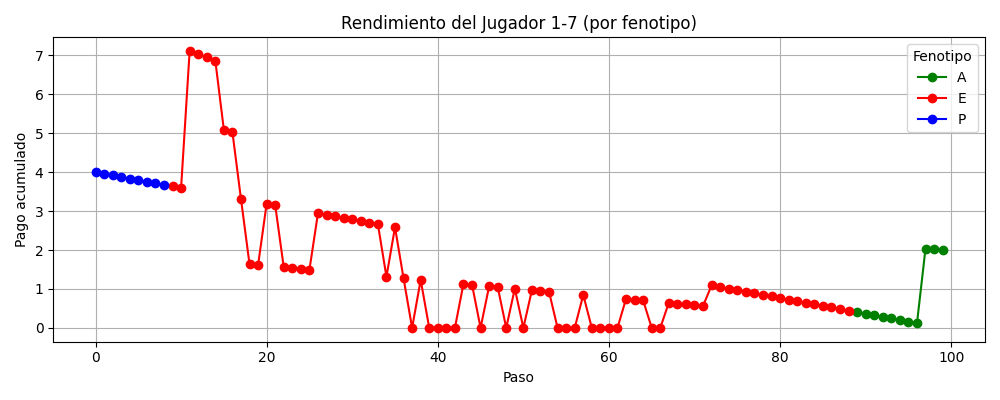 Rendimiento del Jugador 1-7 (por fenotipo)
Pago acumulado
7
6
5
4
3
2
1
0
Fenotipo
A
E
P
0 20 40 60 80 100
Paso